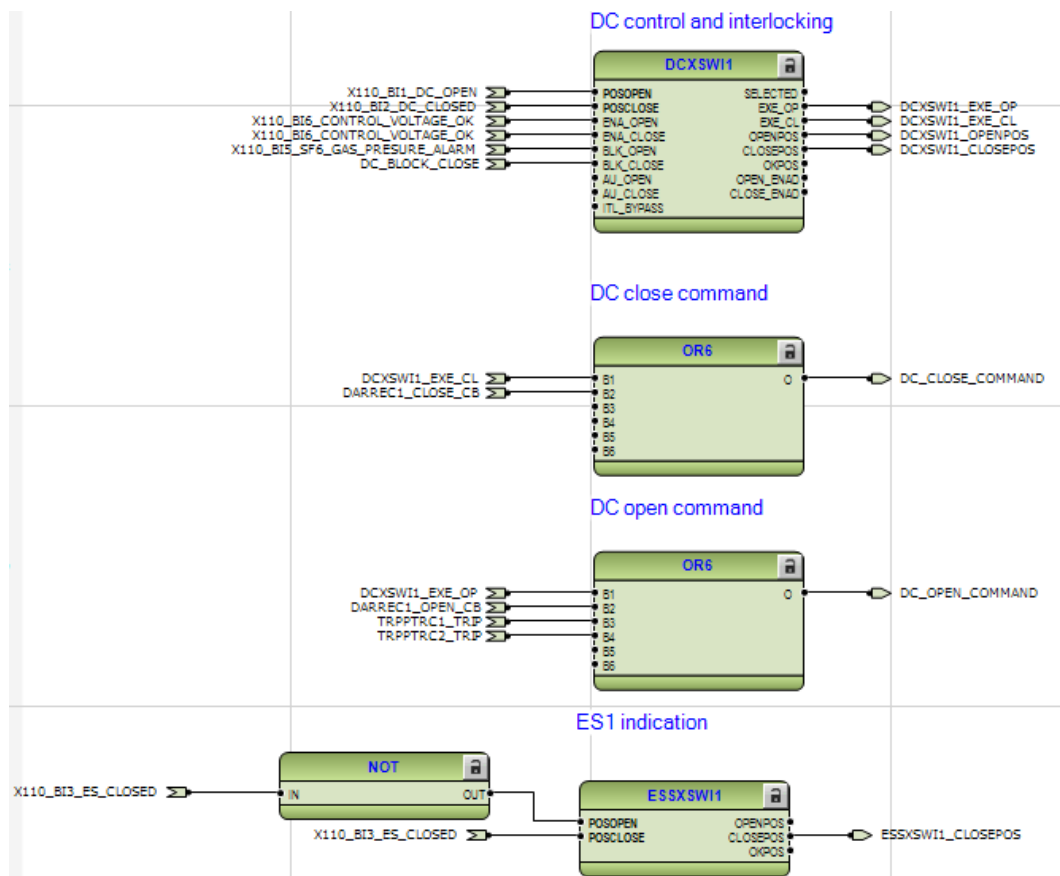 DC control and interlocking
DCXSWI1
X110_BI1_DC_OPEN POSOPEN SELECTED
X110_BI2_DC_CLOSED POSCLOSE EXE_OP DCXSWI1_EXE_OP
X110_BI6_CONTROL_VOLTAGE_OK ENA_OPEN EXE_CL DCXSWI1_EXE_CL
X110_BI6_CONTROL_VOLTAGE_OK ENA_CLOSE OPENPOS DCXSWI1_OPENPOS
X110_BI5_SF6_GAS_PRESURE_ALARM BLK_OPEN CLOSEPOS DCXSWI1_CLOSEPOS
DC_BLOCK_CLOSE BLK_CLOSE OKPOS
AU_OPEN OPEN_ENAD
AU_CLOSE CLOSE_ENAD
ITL_BYPASS
DC close command
OR6
DCXSWI1_EXE_CL B1 O DC_CLOSE_COMMAND
DARREC1_CLOSE_CB B2
B3
B4
B5
B6
DC open command
OR6
DCXSWI1_EXE_OP B1 O DC_OPEN_COMMAND
DARREC1_OPEN_CB B2
TRPPTRC1_TRIP B3
TRPPTRC2_TRIP B4
B5
B6
ES1 indication
NOT
X110_BI3_ES_CLOSED IN OUT
ESSXSWI1
POSOPEN OPENPOS
X110_BI3_ES_CLOSED POSCLOSE CLOSEPOS ESSXSWI1_CLOSEPOS
OKPOS